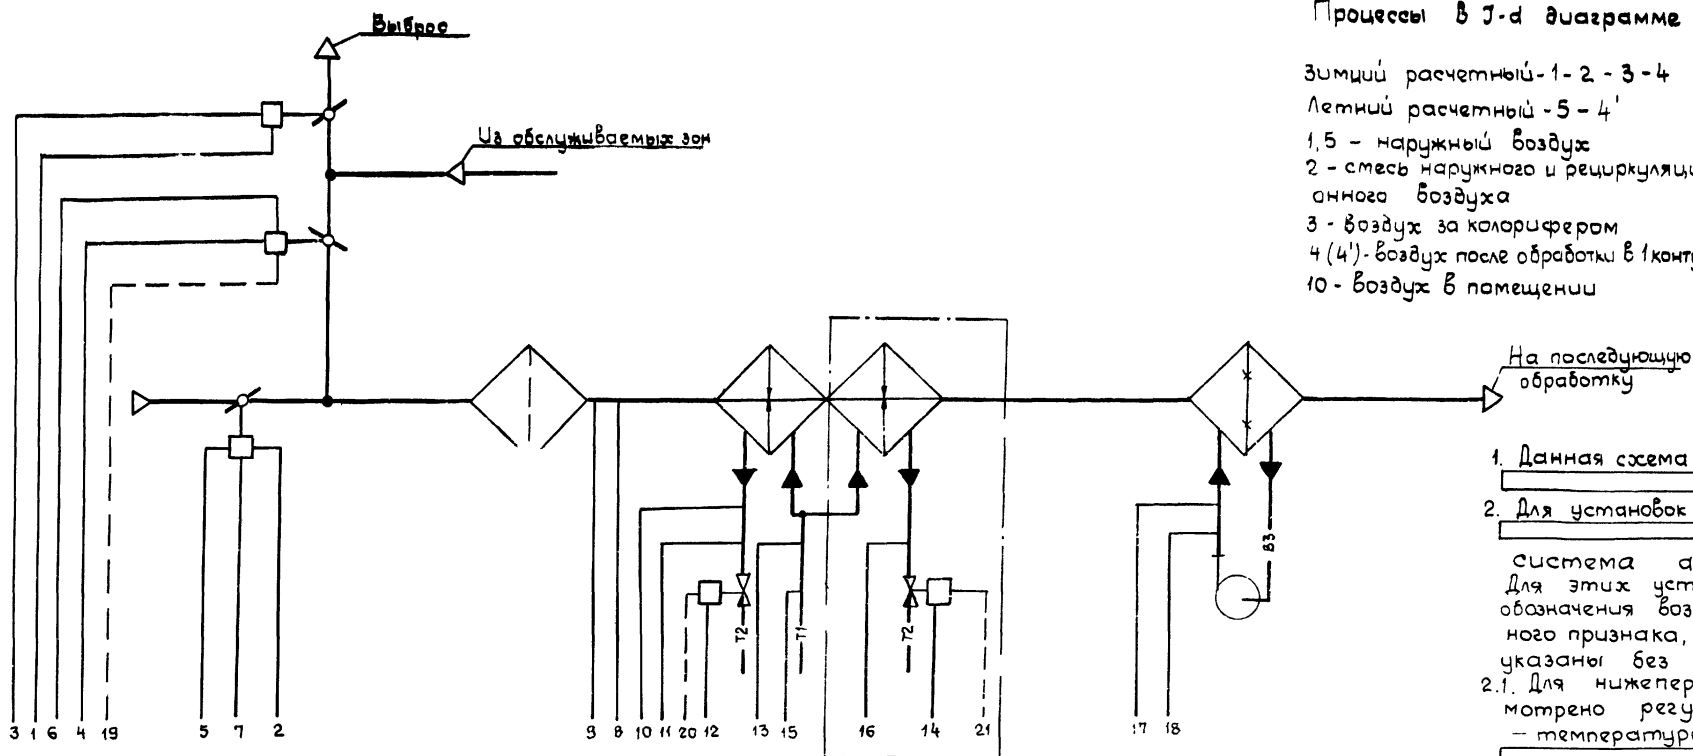 Выброс
Из обслуживаемых зон
Процессы в J-d диаграмме
Зимний расчетный-1-2-3-4
Летний расчетный-5-4'
1,5 - наружный воздух
2 - смесь наружного и рециркуляци
онного воздуха
3 - воздух за колорифером
4(4')-воздух после обработки в 1 конт
10 - воздух в помещении
На последующую
обработку
1. Данная схема
2. Для установок
система а
Для этих уст
обозначения воз
ного признака,
указаны без
2.1. Для нижепер
мотрено регу
- температуры
T2 T1 T2 В3
3 1 6 4 19 5 7 2 9 8 10 11 20 12 13 15 16 14 21 17 18